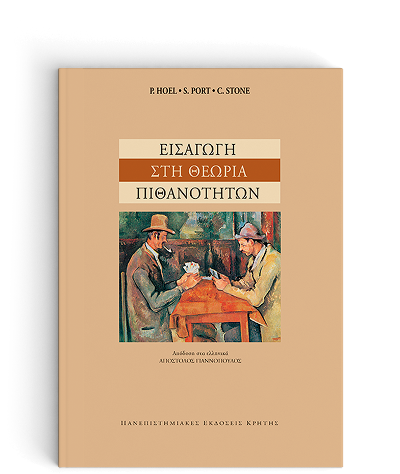 P. HOEL • S. PORT • C. STONE
ΕΙΣΑΓΩΓΗ
ΣΤΗ ΘΕΩΡΙΑ
ΠΙΘΑΝΟΤΗΤΩΝ
Απόδοση στα ελληνικά
ΑΠΟΣΤΟΛΟΣ ΓΙΑΝΝΟΠΟΥΛΟΣ
ΠΑΝΕΠΙΣΤΗΜΙΑΚΕΣ ΕΚΔΟΣΕΙΣ ΚΡΗΤΗΣ